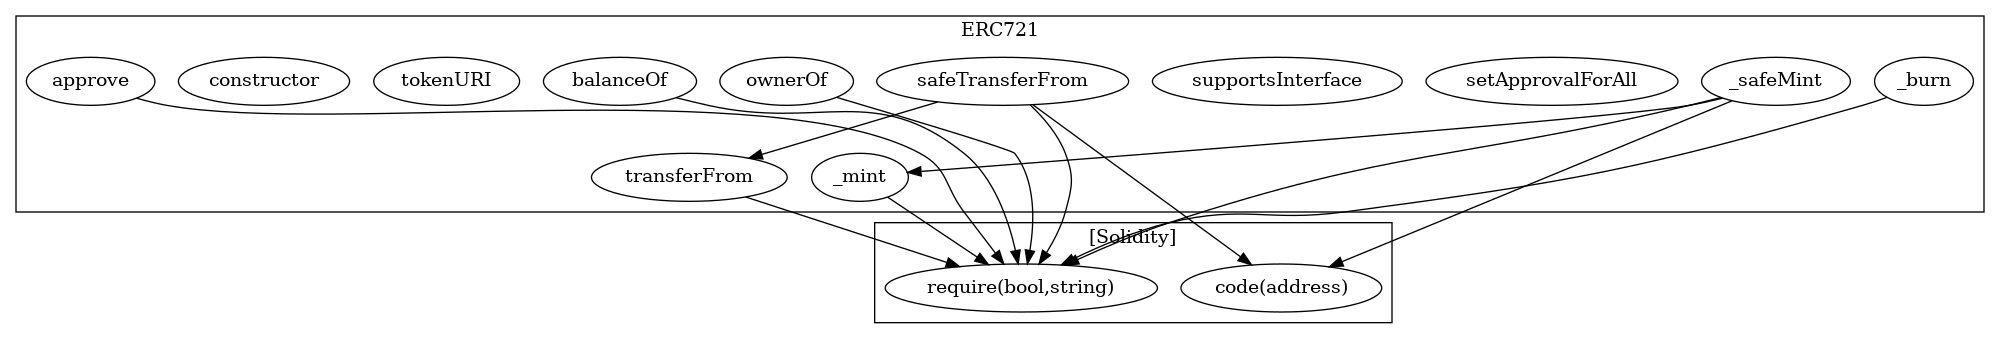 ERC721
approve
constructor
tokenURI
balanceOf
ownerOf
safeTransferFrom
supportsInterface
setApprovalForAll
_safeMint
_burn
transferFrom
_mint
[Solidity]
require(bool,string)
code(address)